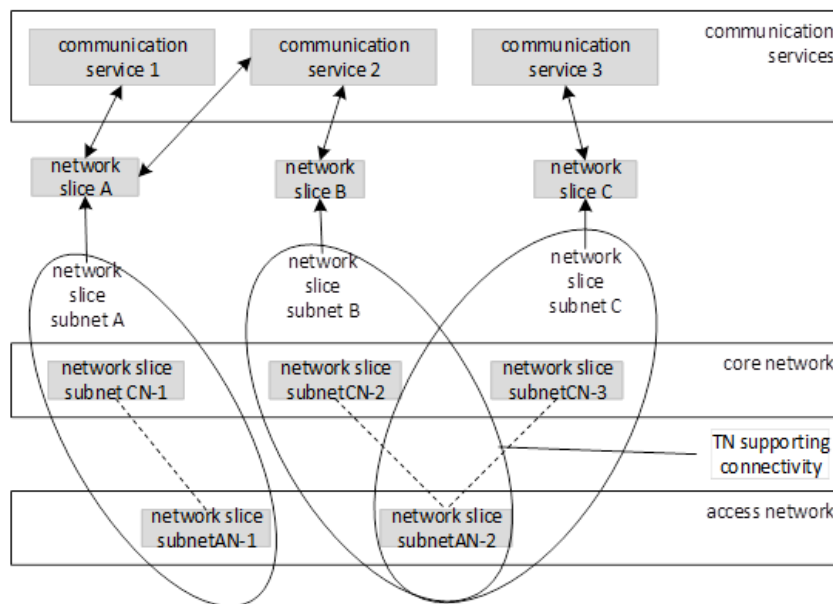 communication
service 1
communication
service 2
communication
service 3
communication
services
network
slice A
network
slice B
network
slice C
network
slice
subnet A
network
slice
subnet B
network
slice
subnet C
network slice
subnet CN-1
network slice
subnetCN-2
network slice
subnetCN-3
core network
TN supporting
connectivity
network slice
subnetAN-1
network slice
subnetAN-2
access network